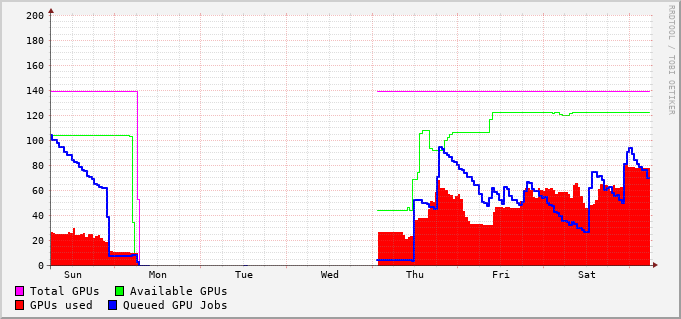 200
180
160
140
120
100
80
60
40
20
0
Sun Mon Tue Wed Thu Fri Sat
Total GPUs Available GPUs
GPUs used Queued GPU Jobs
RRDTOOL / TOBI OETIKER